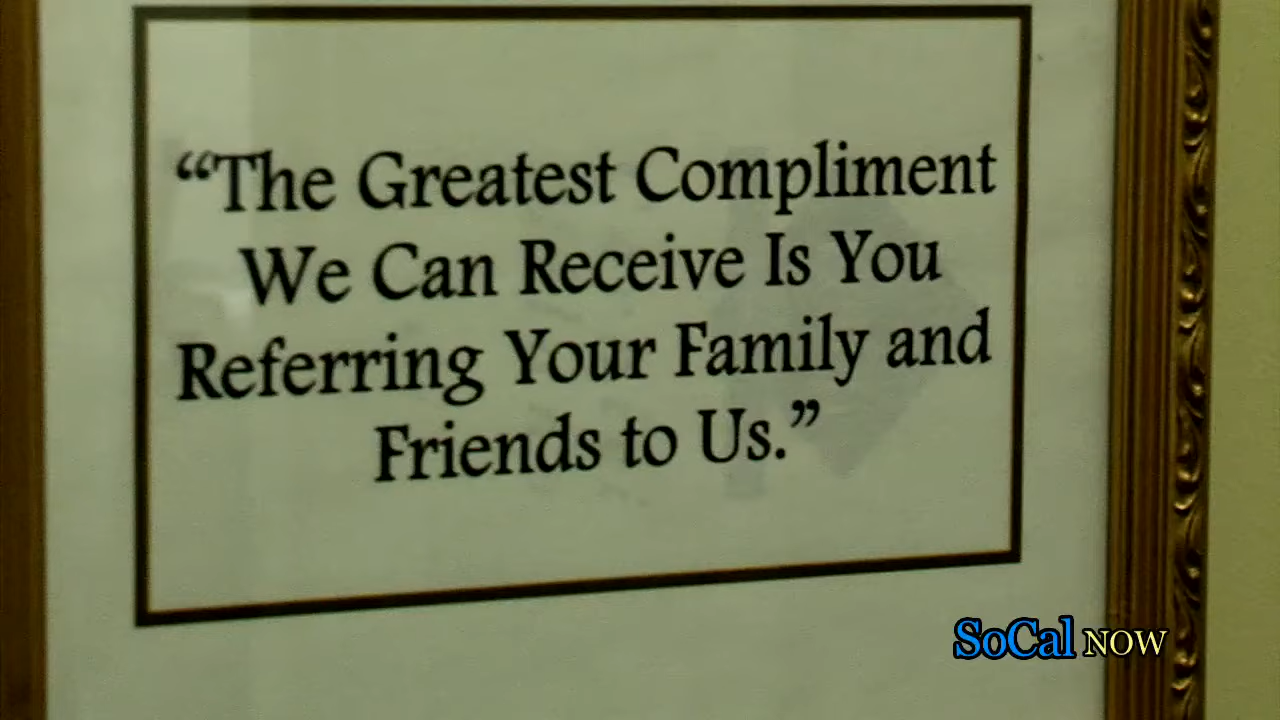 “The Greatest Compliment
We Can Receive Is You
Referring Your Family and
Friends to Us.”
SoCal NOW